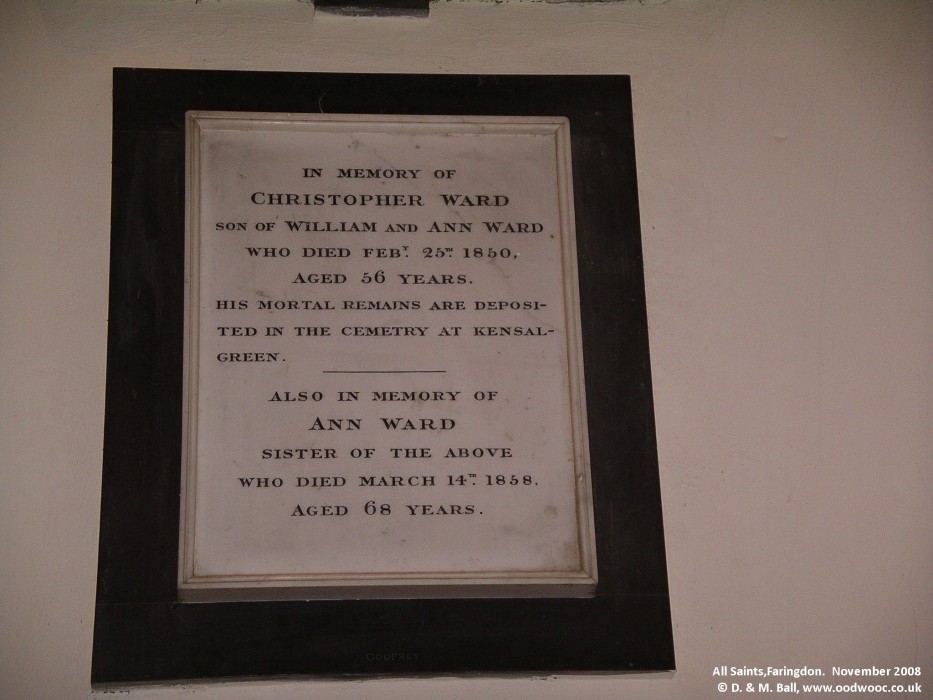 IN MEMORY OF
CHRISTOPHER WARD
SON OF WILLIAM AND ANN WARD
WHO DIED FEBY. 25TH. 1850,
AGED 56 YEARS.
HIS MORTAL REMAINS ARE DEPOSI-
TED IN THE CEMETRY AT KENSAL-
GREEN.
ALSO IN MEMORY OF
ANN WARD
SISTER OF THE ABOVE
WHO DIED MARCH 14TH. 1858.
AGED 68 YEARS.
GODFREY
All Saints,Faringdon. November 2008
© D. & M. Ball, www.oodwooc.co.uk